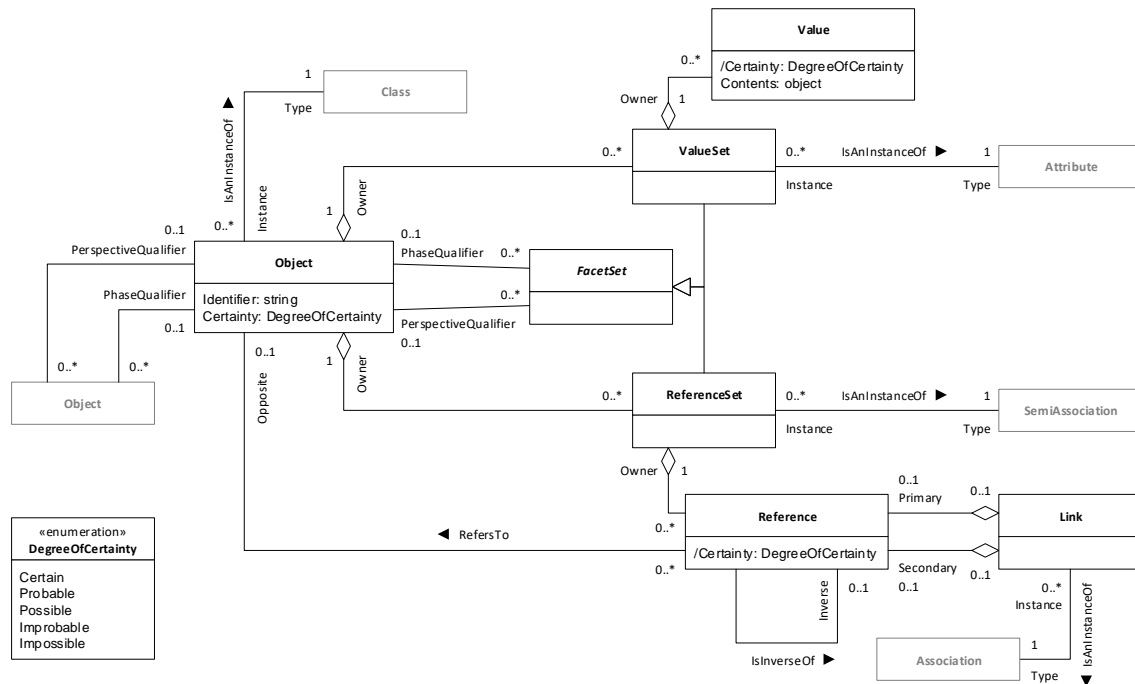 Value
/Certainty: DegreeOfCertainty
Contents: object
0..*
Owner
1
1
Class
Type
IsAnInstanceOf ▲
Instance
0..*
0..*
ValueSet
0..*
IsAnInstanceOf ►
1
Attribute
Instance
Type
Owner
1
0..1
PerspectiveQualifier
Object
Identifier: string
Certainty: DegreeOfCertainty
0..1
PhaseQualifier
0..*
FacetSet
PhaseQualifier
0..1
0..*
PerspectiveQualifier
0..1
0..*
0..*
Object
0..1
Opposite
1
Owner
0..*
ReferenceSet
0..*
IsAnInstanceOf ►
1
SemiAssociation
Instance
Type
Owner
1
0..*
Reference
/Certainty: DegreeOfCertainty
0..1
Primary
0..1
Link
◄ RefersTo
0..*
Secondary
0..1
0..1
Inverse
0..1
IsInverseOf ►
0..*
Instance
IsAnInstanceOf ▼
Association
1
Type
«enumeration»
DegreeOfCertainty
Certain
Probable
Possible
Improbable
Impossible